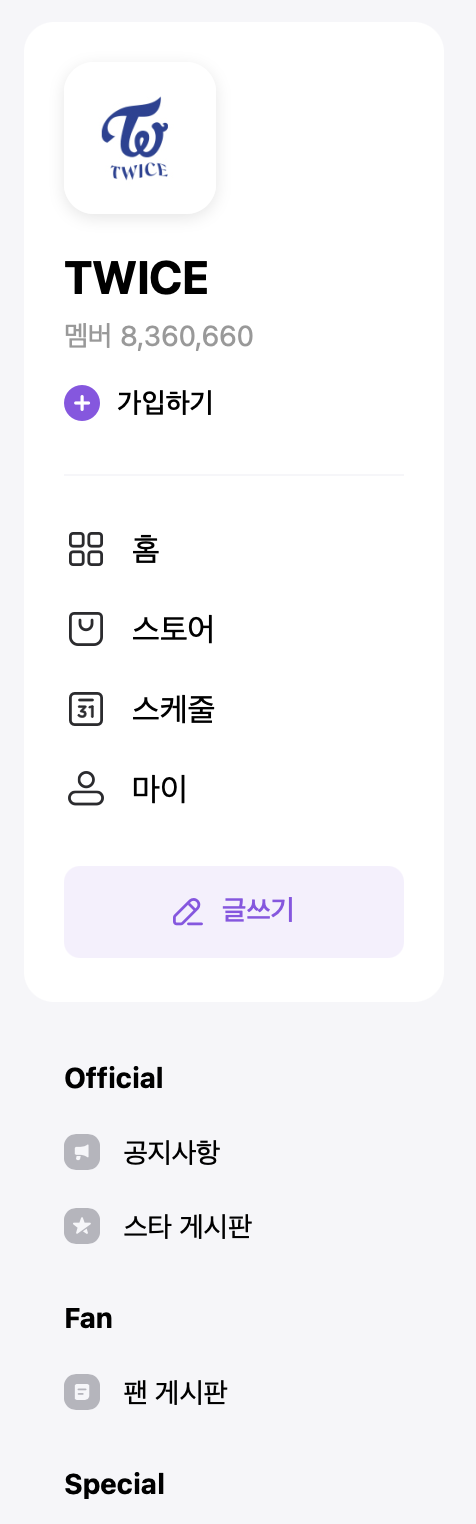 Tw
TWICE
TWICE
멤버 8,360,660
가입하기
홈
스토어
31
스케줄
마이
글쓰기
Official
공지사항
스타 게시판
Fan
팬 게시판
Special